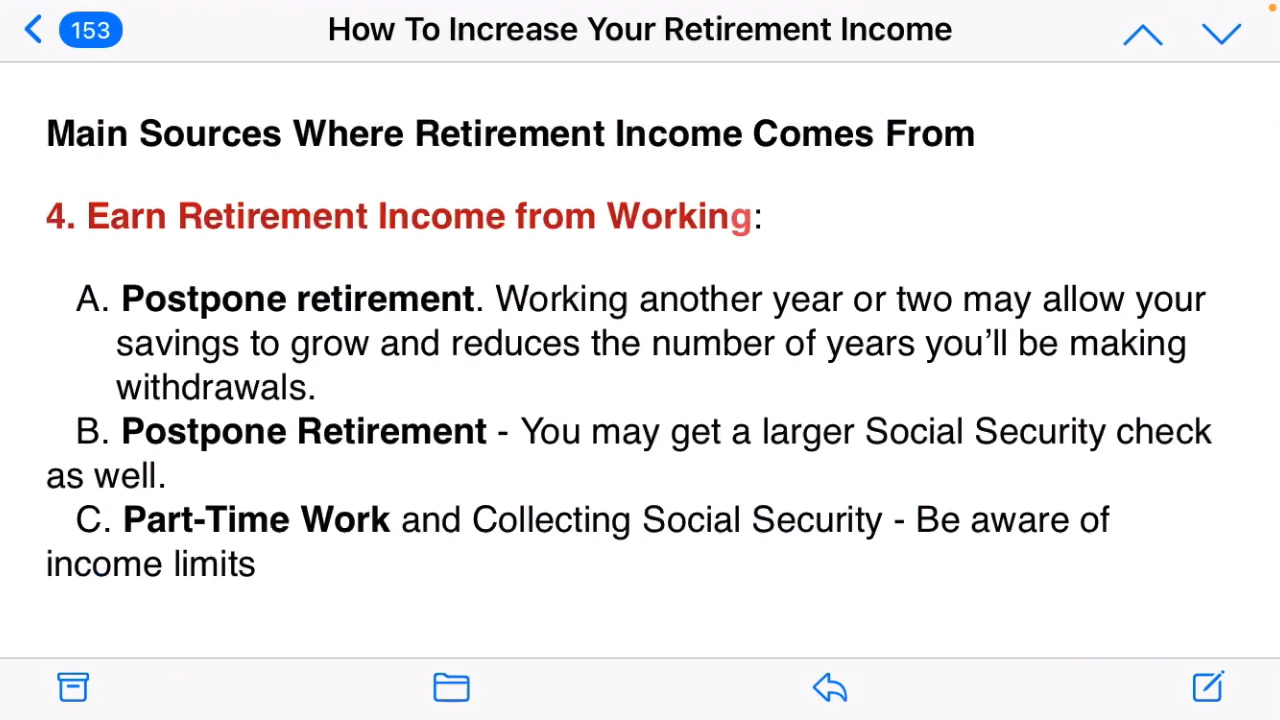 153
How To Increase Your Retirement Income
Main Sources Where Retirement Income Comes From
4. Earn Retirement Income from Working:
A. Postpone retirement. Working another year or two may allow your
savings to grow and reduces the number of years you’ll be making
withdrawals.
B. Postpone Retirement - You may get a larger Social Security check
as well.
C. Part-Time Work and Collecting Social Security - Be aware of
income limits